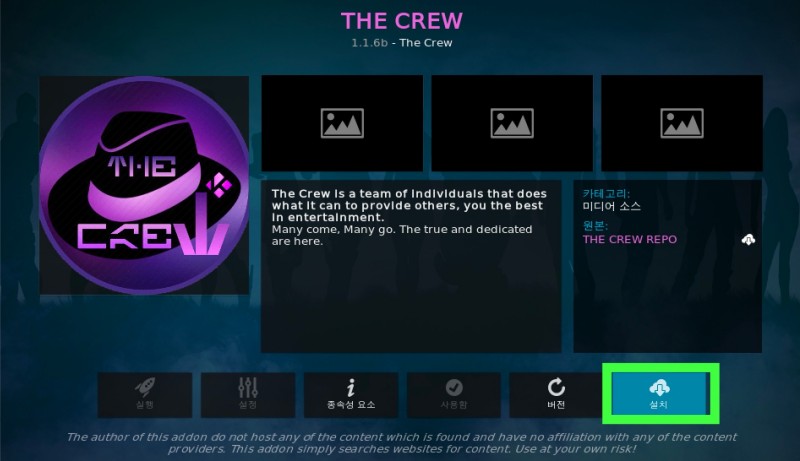 THE CREW
1.1.6b - The Crew
THE
CREW
The Crew is a team of individuals that does
what it can to provide others, you the best
in entertainment.
Many come, Many go. The true and dedicated
are here.
카테고리:
미디어 소스
원본:
THE CREW REPO
실행
설정
종속성 요소
사용함
버전
설치
The author of this addon do not host any of the content which is found and have no affiliation with any of the content
providers. This addon simply searches websites for content. Use at your own risk!